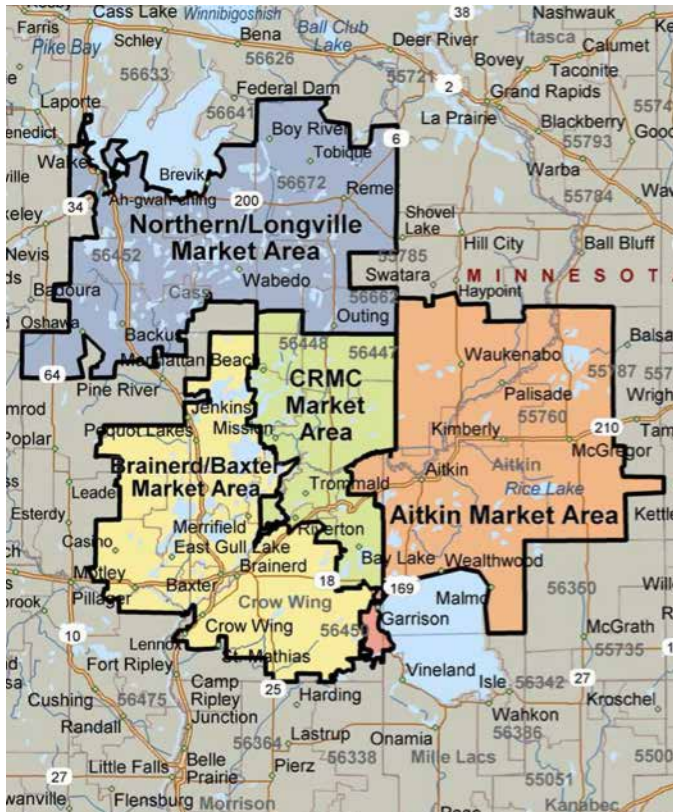 Cass Lake
Winnibigoshish
38
Nashwauk
Farris
Bena
Ball Club
Lake
Deer River
Itasca
Calumet
Pike Bay
Schley
56626
Bovey
Taconite
56633
Federal Dam
55721
2
Grand Rapids
Laporte
56641
La Prairie
Blackberry
Boy River
6
55793
Walker
Tobique
Warba
Brevik
56672
55784
Ah-gwah-ching
200
Remer
34
Northern/Longville
Market Area
Shovel
Lake
Hill City
Ball Bluff
Nevis
56452
55785
Swatara
MINNESOTA
Wabedo
Haypoint
Badoura
Cass
56662
Oshawa
Outing
Backus
56448
56447
Waukenabo
55787
64
Manhattan Beach
Pine River
CRMC
Market
Area
Palisade
Jenkins
55760
Mission
Kimberly
210
Poplar
Pequot Lakes
McGregor
Brainerd/Baxter
Market Area
Aitkin
Aitkin
Trommald
Rice Lake
Leader
Aitkin Market Area
Esterdy
Merrifield
Riverton
Casino
East Gull Lake
Bay Lake
Wealthwood
Motley
Brainerd
18
169
56350
Pillager
Baxter
Malmo
Crow Wing
Garrison
10
Crow Wing
5645
McGrath
Lennox
55735
Fort Ripley
St. Mathias
Vineland
27
Camp
Ripley
Junction
25
Isle
56342
Cushing
56475
Harding
Wahkon
Kroschel
Randall
Lastrup
Onamia
56386
56364
56338
Mille Lacs
Belle
Prairie
27
Little Falls
Pierz
55051
Flensburg
Morrison
Kanabec